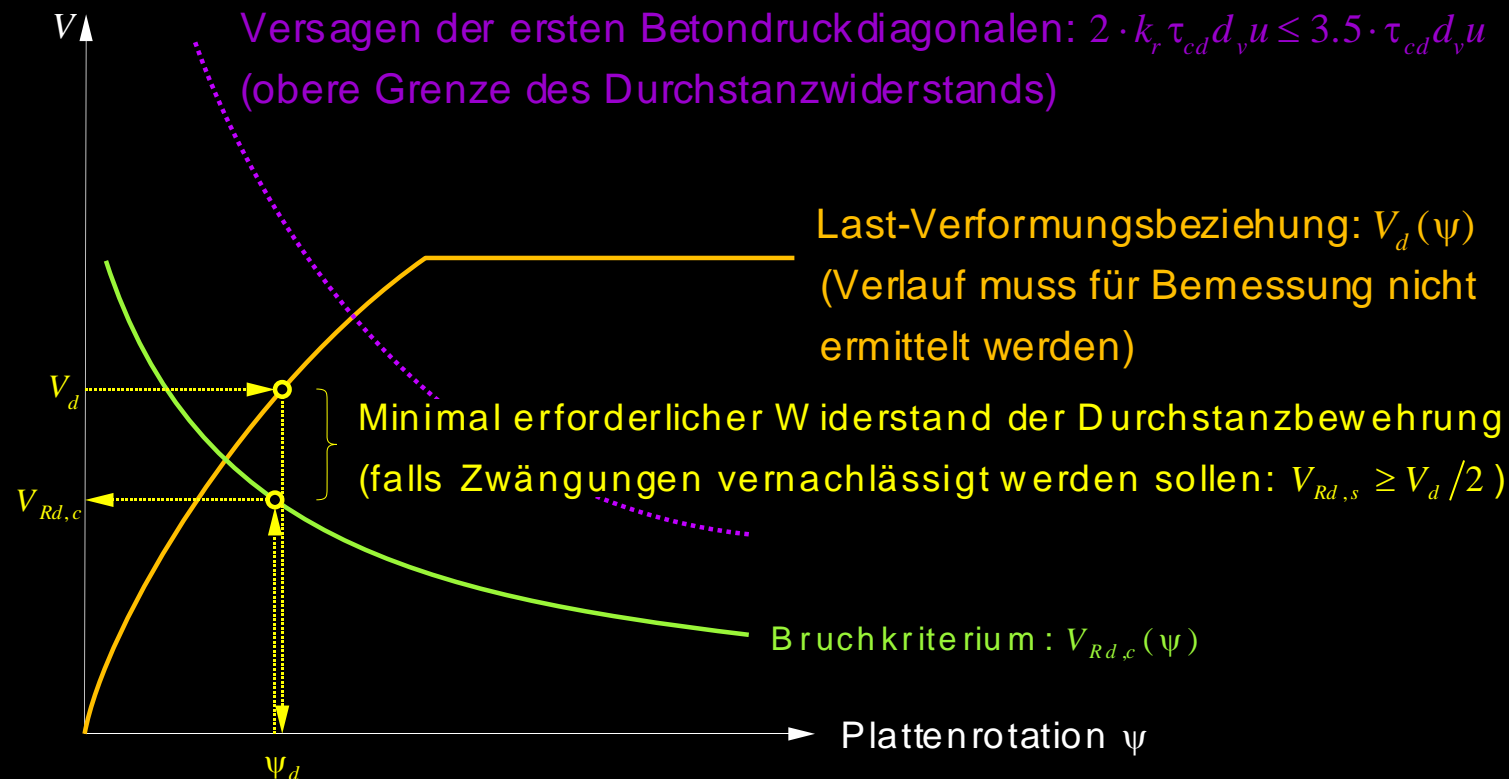 V
Versagen der ersten Betondruckdiagonalen: 2 · k_r τ_cd d_v u ≤ 3.5 · τ_cd d_v u
(obere Grenze des Durchstanzwiderstands)
Last-Verformungsbeziehung: V_d (ψ)
(Verlauf muss für Bemessung nicht
ermittelt werden)
V_d
Minimal erforderlicher Widerstand der Durchstanzbewehrung
(falls Zwängungen vernachlässigt werden sollen: V_Rd,s ≥ V_d/2)
V_Rd,c
Bruchkriterium: V_Rd,c (ψ)
Plattenrotation ψ
ψ_d